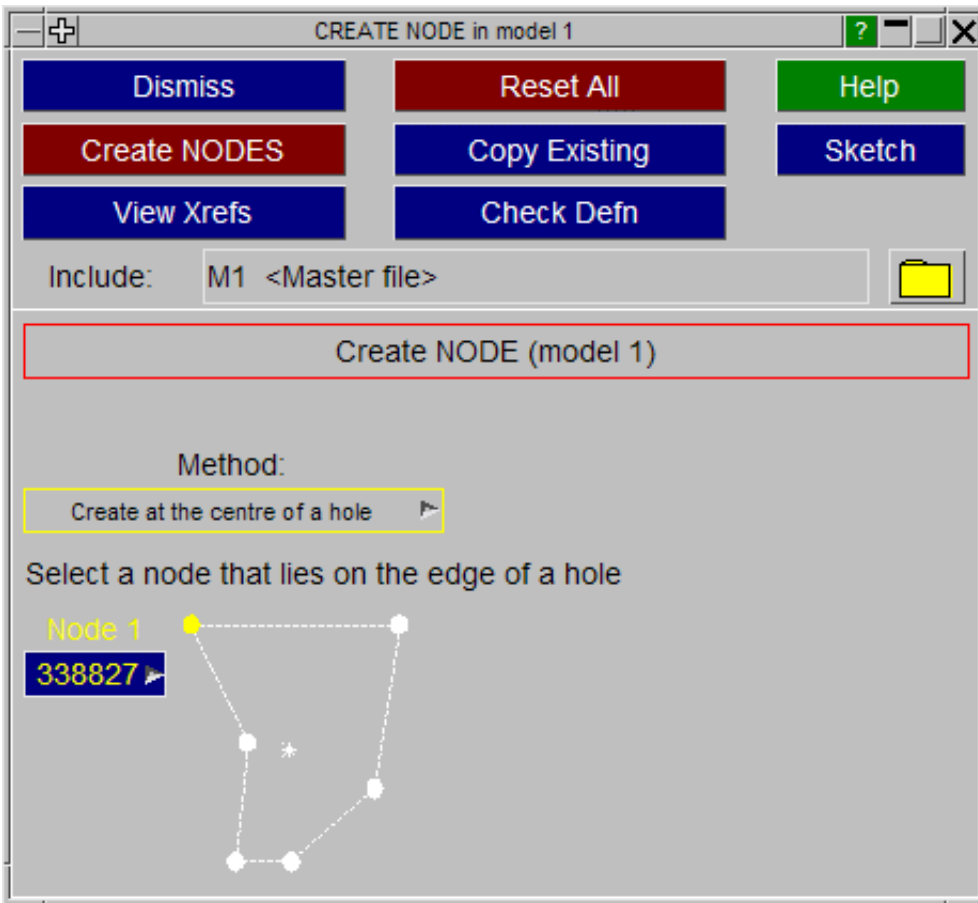 CREATE NODE in model 1 ?
Dismiss Reset All Help
Create NODES Copy Existing Sketch
View Xrefs Check Defn
Include: M1 <Master file>
Create NODE (model 1)
Method:
Create at the centre of a hole
Select a node that lies on the edge of a hole
Node 1
338827